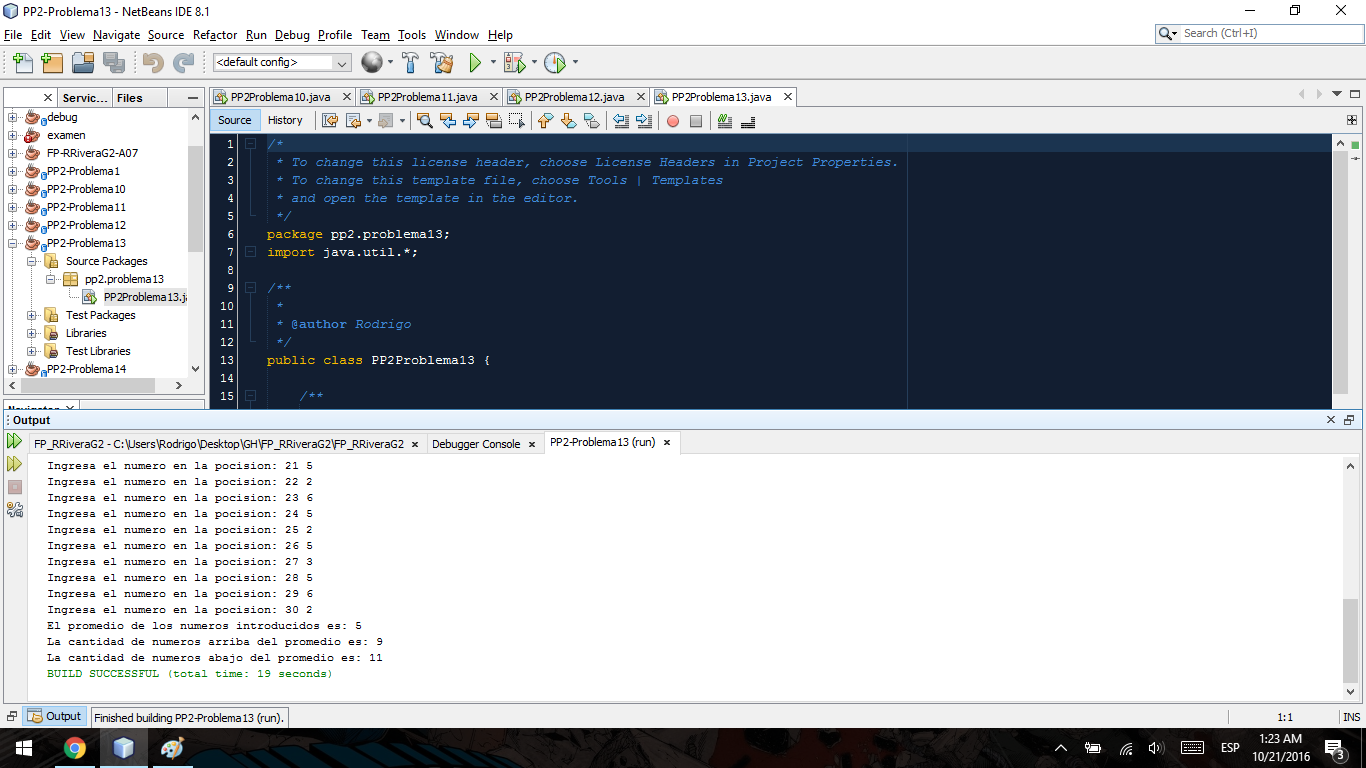 PP2-Problema13 - NetBeans IDE 8.1
File Edit View Navigate Source Refactor Run Debug Profile Team Tools Window Help
Search (Ctrl+I)
<default config>
Servic... Files
PP2Problema10.java PP2Problema11.java PP2Problema12.java PP2Problema13.java
Source History
debug
examen
FP-RRiveraG2-A07
PP2-Problema1
PP2-Problema10
PP2-Problema11
PP2-Problema12
PP2-Problema13
Source Packages
pp2.problema13
PP2Problema13.ja
Test Packages
Libraries
Test Libraries
PP2-Problema14
Navigator
1 /*
2 * To change this license header, choose License Headers in Project Properties.
3 * To change this template file, choose Tools | Templates
4 * and open the template in the editor.
5 */
6 package pp2.problema13;
7 import java.util.*;
8
9 /**
10 *
11 * @author Rodrigo
12 */
13 public class PP2Problema13 {
14
15 /**
Output
FP_RRiveraG2 - C:\Users\Rodrigo\Desktop\GH\FP_RRiveraG2\FP_RRiveraG2 Debugger Console PP2-Problema13 (run)
Ingresa el numero en la pocision: 21 5
Ingresa el numero en la pocision: 22 2
Ingresa el numero en la pocision: 23 6
Ingresa el numero en la pocision: 24 5
Ingresa el numero en la pocision: 25 2
Ingresa el numero en la pocision: 26 5
Ingresa el numero en la pocision: 27 3
Ingresa el numero en la pocision: 28 5
Ingresa el numero en la pocision: 29 6
Ingresa el numero en la pocision: 30 2
El promedio de los numeros introducidos es: 5
La cantidad de numeros arriba del promedio es: 9
La cantidad de numeros abajo del promedio es: 11
BUILD SUCCESSFUL (total time: 19 seconds)
Output
Finished building PP2-Problema13 (run).
1:1 INS
ESP
1:23 AM
10/21/2016
3